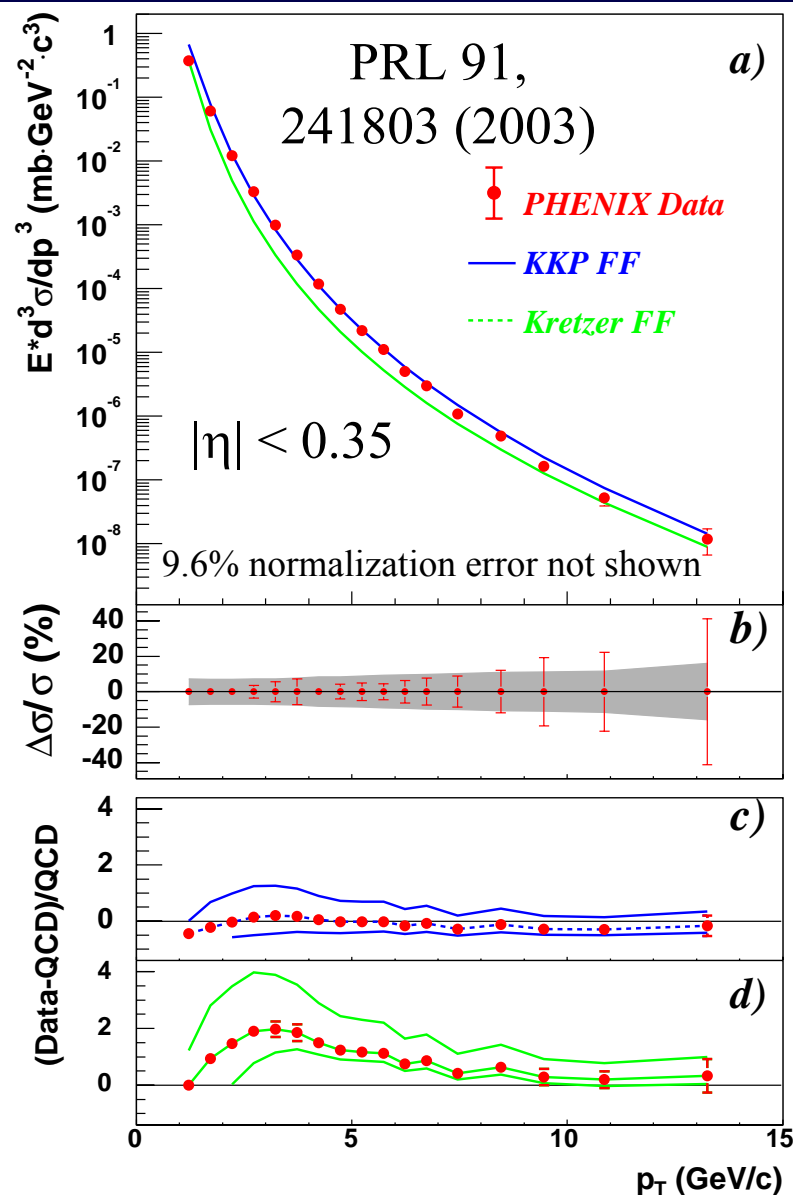 E*d³σ/dp³ (mb·GeV⁻²·c³)
1
10⁻¹
10⁻²
10⁻³
10⁻⁴
10⁻⁵
10⁻⁶
10⁻⁷
10⁻⁸
PRL 91,
241803 (2003)
a)
PHENIX Data
KKP FF
Kretzer FF
|η| < 0.35
9.6% normalization error not shown
Δσ/σ (%)
40
20
0
-20
-40
b)
(Data-QCD)/QCD
4
2
0
c)
4
2
0
d)
0 5 10 15
p_T (GeV/c)